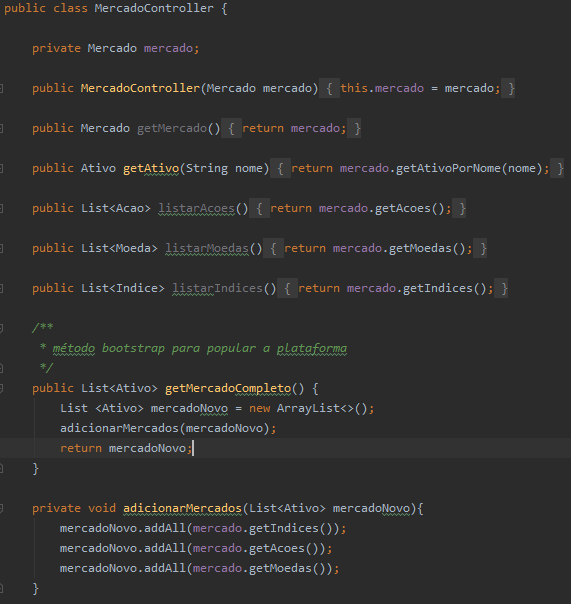 public class MercadoController {
private Mercado mercado;
public MercadoController(Mercado mercado) { this.mercado = mercado; }
public Mercado getMercado() { return mercado; }
public Ativo getAtivo(String nome) { return mercado.getAtivoPorNome(nome); }
public List<Acao> listarAcoes() { return mercado.getAcoes(); }
public List<Moeda> listarMoedas() { return mercado.getMoedas(); }
public List<Indice> listarIndices() { return mercado.getIndices(); }
/**
* método bootstrap para popular a plataforma
*/
public List<Ativo> getMercadoCompleto() {
List <Ativo> mercadoNovo = new ArrayList<>();
adicionarMercados(mercadoNovo);
return mercadoNovo;
}
private void adicionarMercados(List<Ativo> mercadoNovo){
mercadoNovo.addAll(mercado.getIndices());
mercadoNovo.addAll(mercado.getAcoes());
mercadoNovo.addAll(mercado.getMoedas());
}